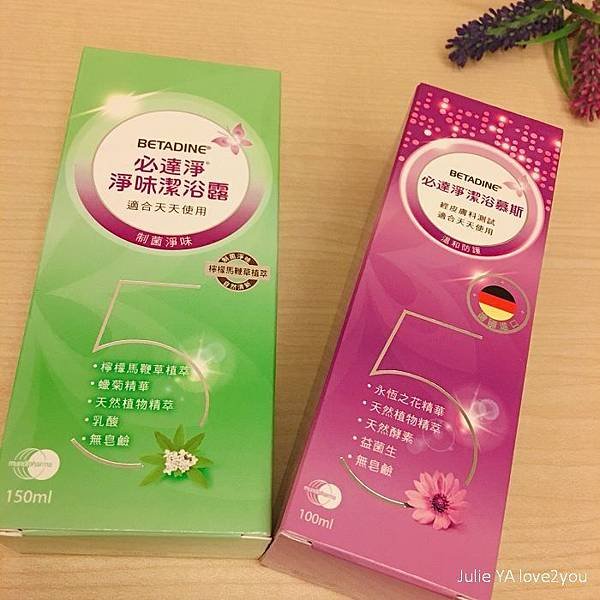 BETADINE®
必達淨®
淨味潔浴露
適合天天使用
制菌淨味
檸檬馬鞭草植萃
5
•檸檬馬鞭草植萃
•蠟菊精華
•天然植物精萃
•乳酸
•無皂鹼
mundipharma
150ml
BETADINE®
必達淨®潔浴慕斯
經皮膚科測試
適合天天使用
溫和防護
德國進口
5
•永恆之花精華
•天然植物精萃
•天然酵素
•益菌生
•無皂鹼
mundipharma
100ml
Julie YA love2you